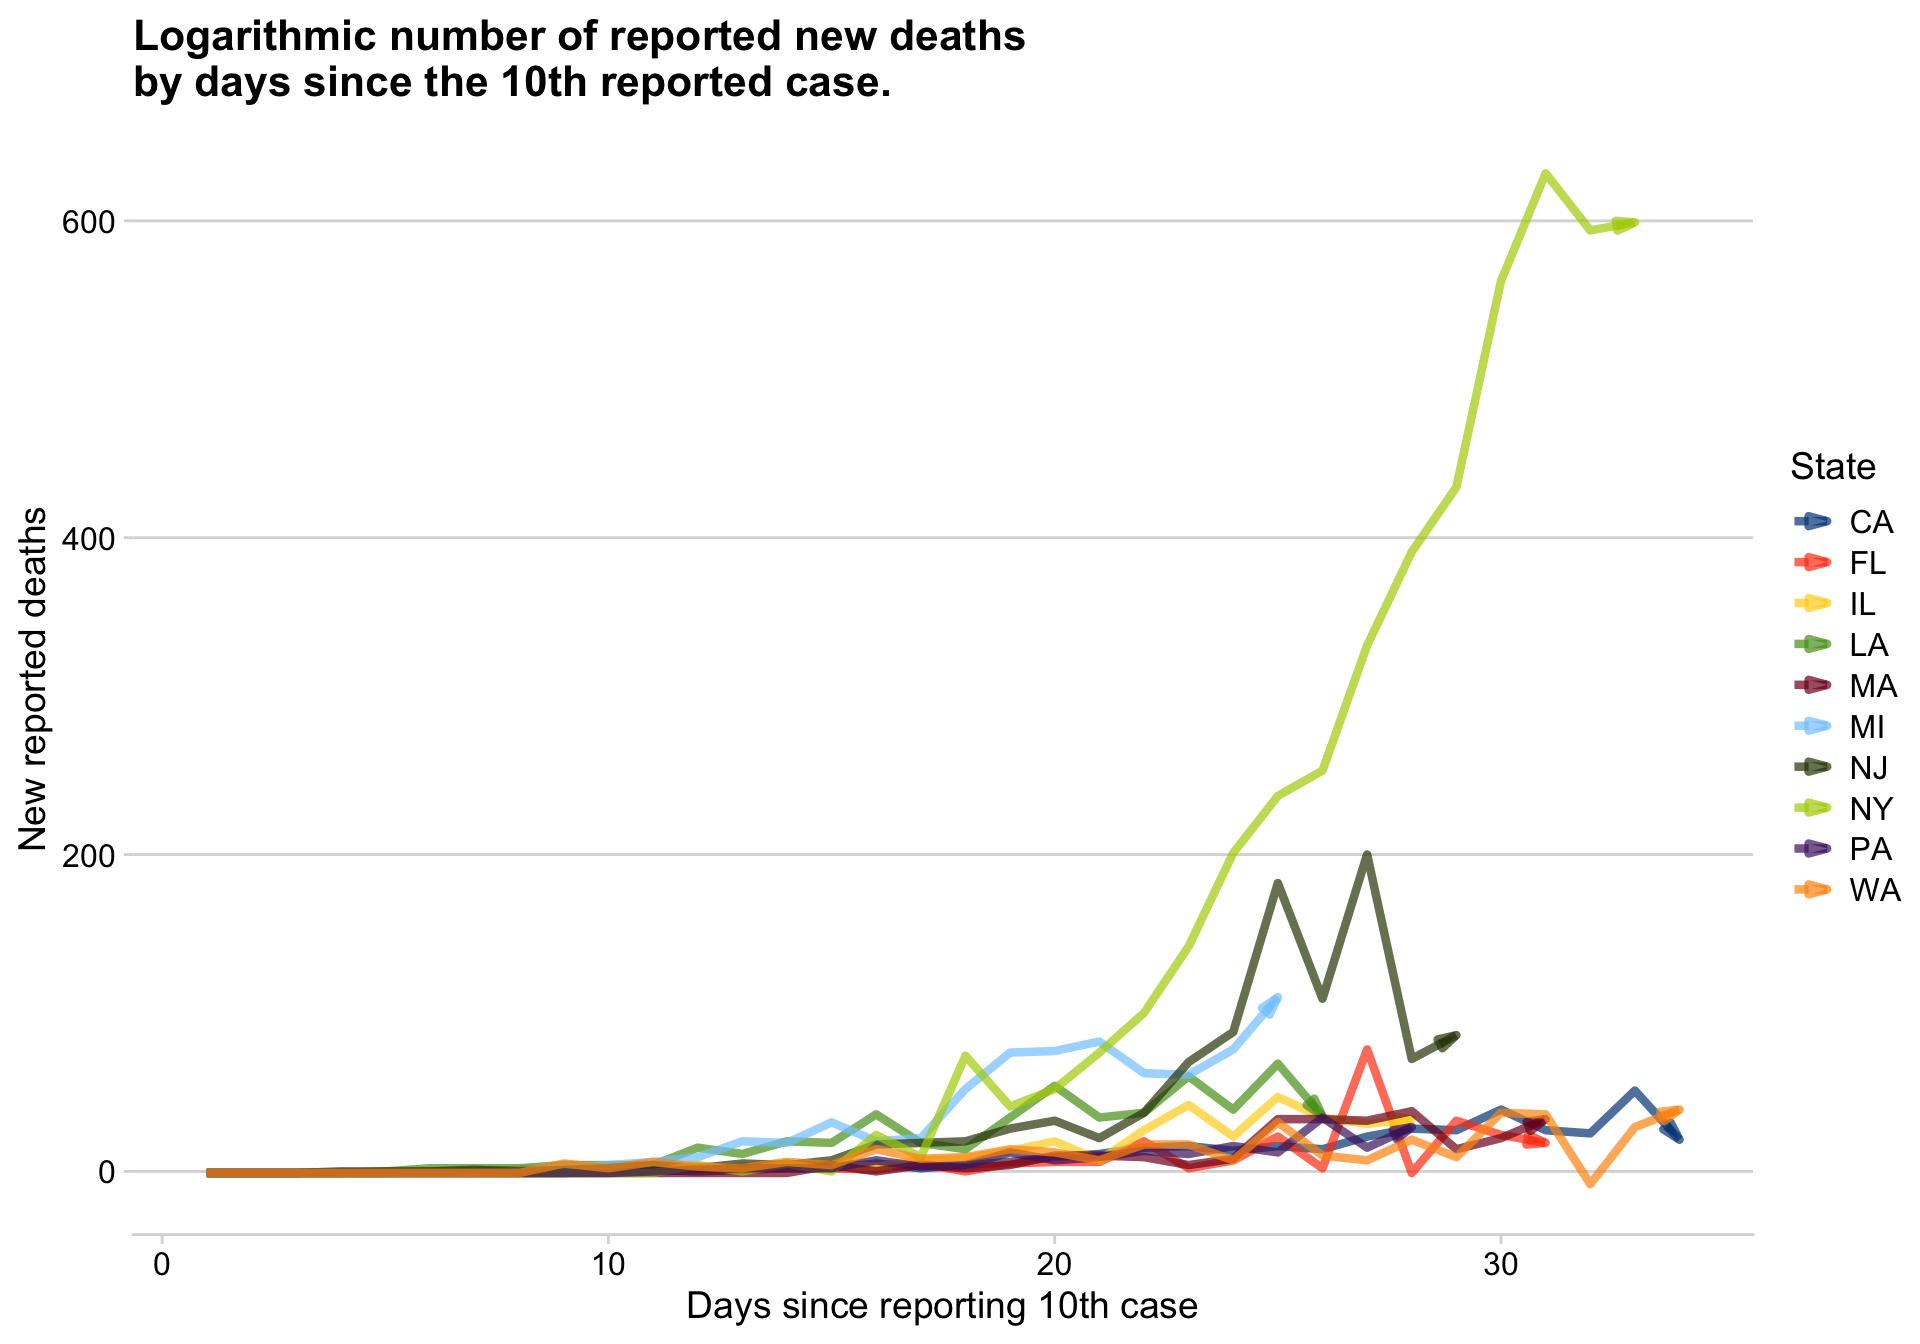 Logarithmic number of reported new deaths
by days since the 10th reported case.
600
400
200
0
New reported deaths
0 10 20 30
Days since reporting 10th case
State
CA
FL
IL
LA
MA
MI
NJ
NY
PA
WA